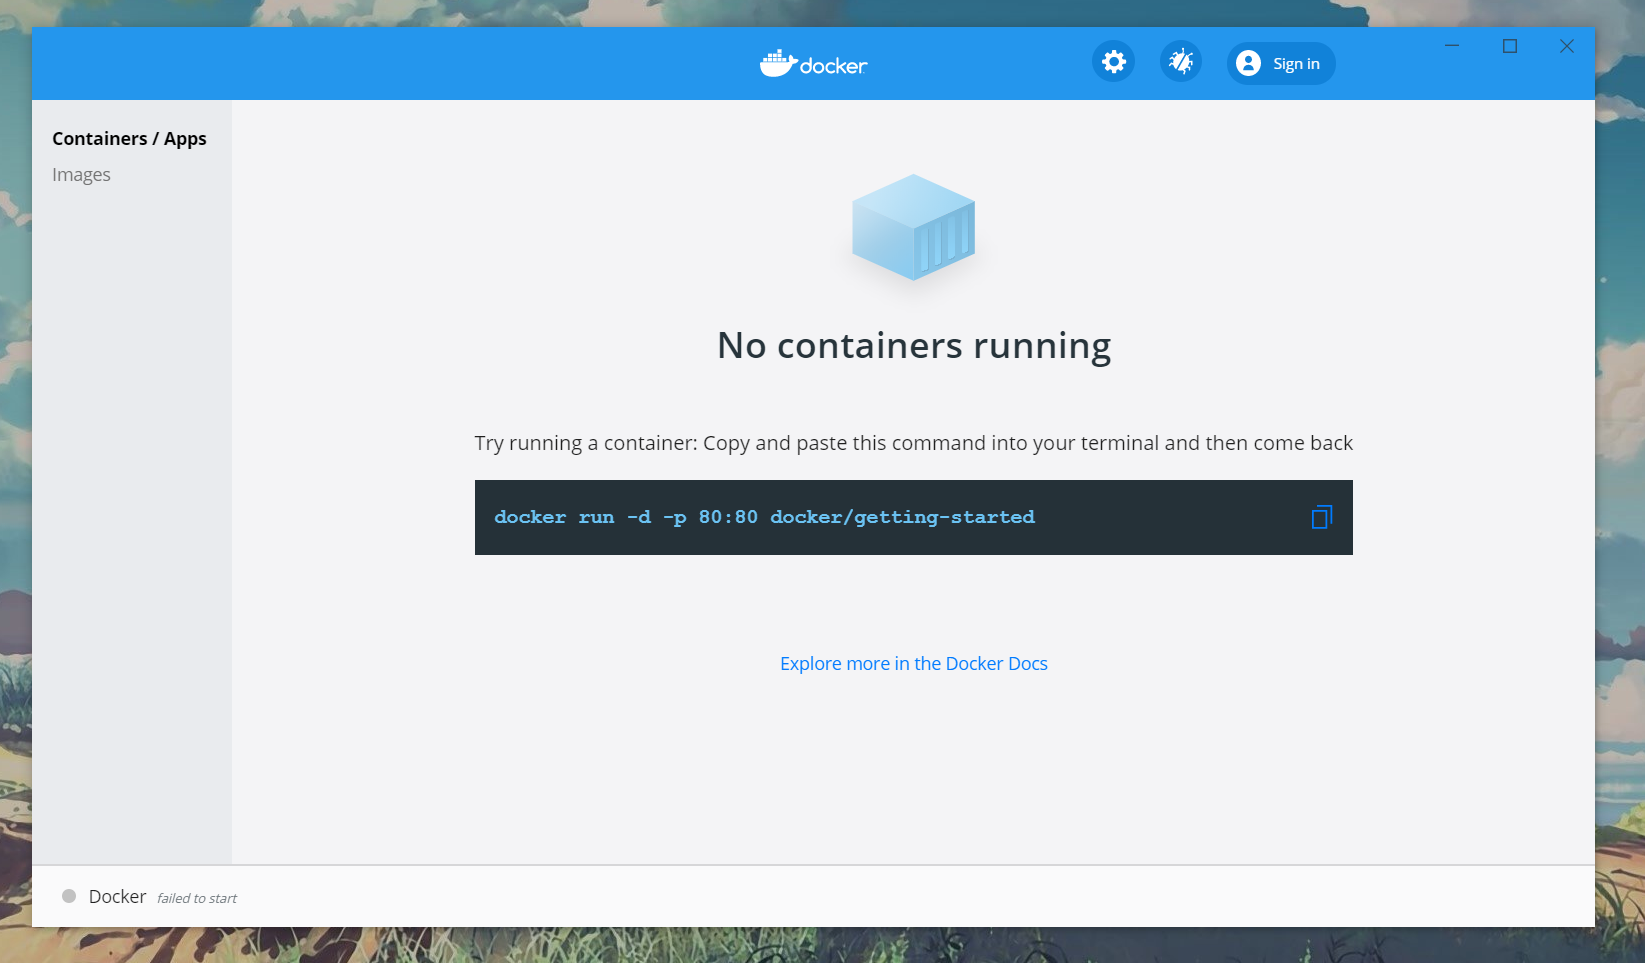 docker
Sign in
Containers / Apps
Images
No containers running
Try running a container: Copy and paste this command into your terminal and then come back
docker run -d -p 80:80 docker/getting-started
Explore more in the Docker Docs
Docker failed to start